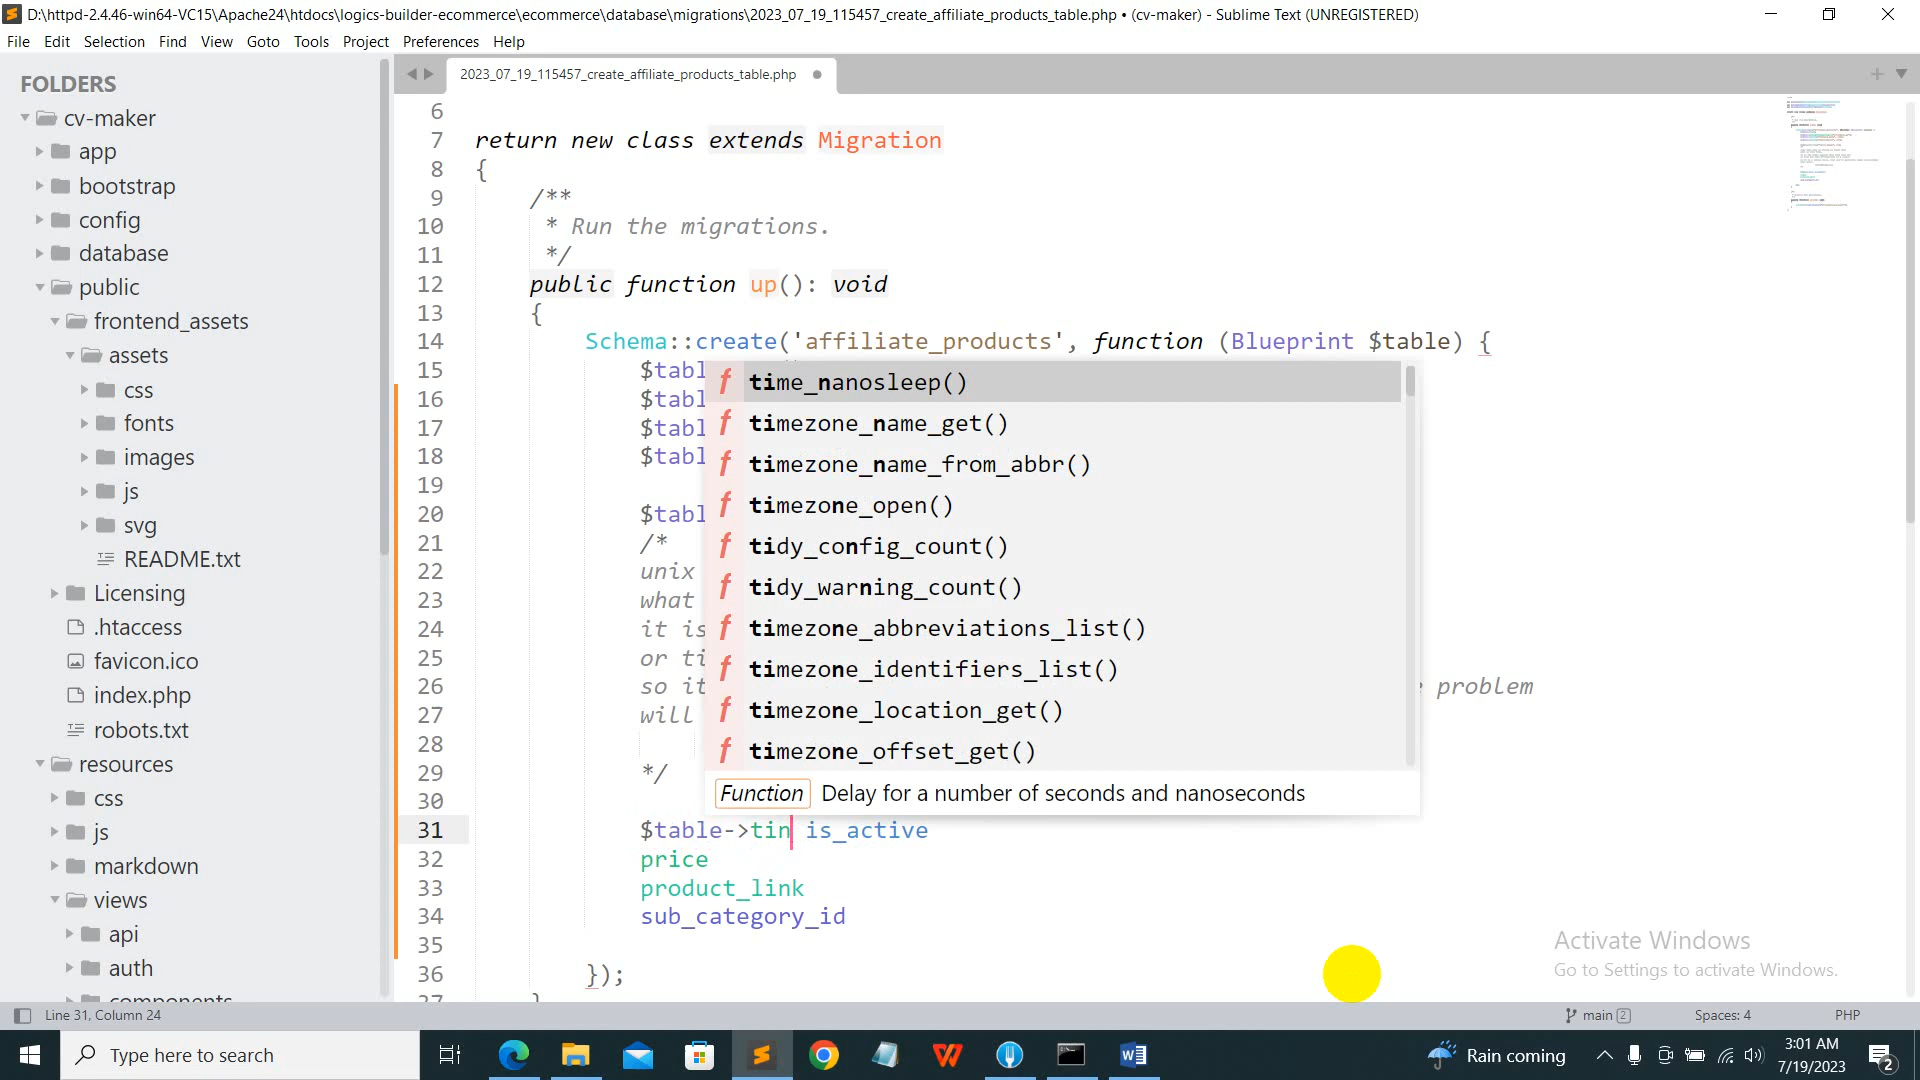 D:\httpd-2.4.46-win64-VC15\Apache24\htdocs\logics-builder-ecommerce\ecommerce\database\migrations\2023_07_19_115457_create_affiliate_products_table.php • (cv-maker) - Sublime Text (UNREGISTERED)
File Edit Selection Find View Goto Tools Project Preferences Help
FOLDERS
cv-maker
app
bootstrap
config
database
public
frontend_assets
assets
css
fonts
images
js
svg
README.txt
Licensing
.htaccess
favicon.ico
index.php
robots.txt
resources
css
js
markdown
views
api
auth
components
2023_07_19_115457_create_affiliate_products_table.php
6
7 return new class extends Migration
8 {
9 /**
10 * Run the migrations.
11 */
12 public function up(): void
13 {
14 Schema::create('affiliate_products', function (Blueprint $table) {
15 $tabl
16 $tabl
17 $tabl
18 $tabl
19
20 $tabl
21 /*
22 unix
23 what
24 it is
25 or ti
26 so it problem
27 will
28
29 */
30
31 $table->tin is_active
32 price
33 product_link
34 sub_category_id
35
36 });
37 }
f time_nanosleep()
f timezone_name_get()
f timezone_name_from_abbr()
f timezone_open()
f tidy_config_count()
f tidy_warning_count()
f timezone_abbreviations_list()
f timezone_identifiers_list()
f timezone_location_get()
f timezone_offset_get()
Function Delay for a number of seconds and nanoseconds
Activate Windows
Go to Settings to activate Windows.
Line 31, Column 24
main 2
Spaces: 4
PHP
Type here to search
Rain coming
3:01 AM
7/19/2023
2